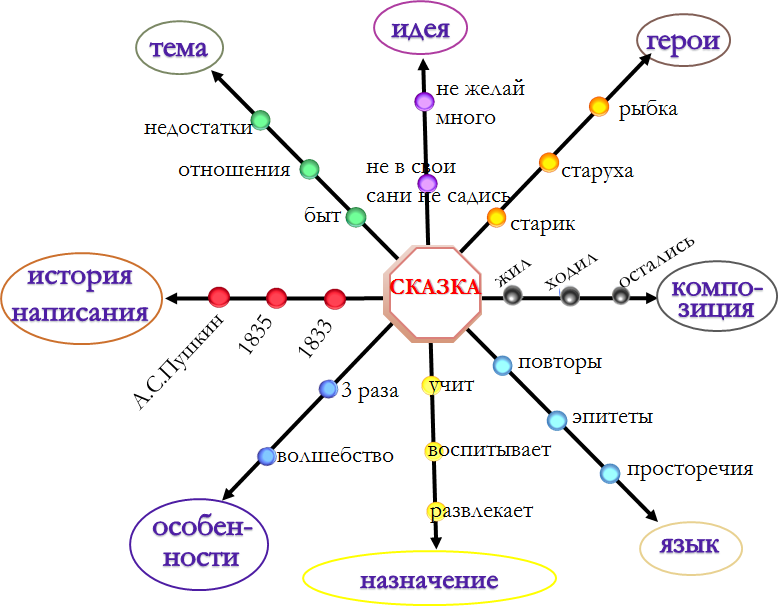 идея
тема
герои
не желай
много
рыбка
недостатки
отношения
не в свои
сани не садись
старуха
быт
старик
история
написания
СКАЗКА
жил
ходил
остались
компо-
зиция
А.С.Пушкин
1835
1833
3 раза
учит
повторы
эпитеты
волшебство
воспитывает
просторечия
развлекает
особен-
ности
язык
назначение